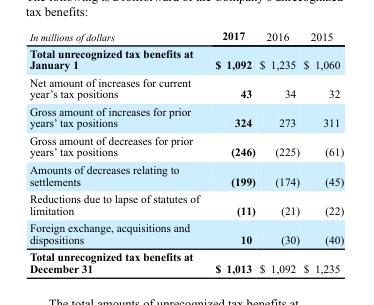 tax benefits:
In millions of dollars 2017 2016 2015
Total unrecognized tax benefits at
January 1 $ 1,092 $ 1,235 $ 1,060
Net amount of increases for current
year's tax positions 43 34 32
Gross amount of increases for prior
years' tax positions 324 273 311
Gross amount of decreases for prior
years' tax positions (246) (225) (61)
Amounts of decreases relating to
settlements (199) (174) (45)
Reductions due to lapse of statutes of
limitation (11) (21) (22)
Foreign exchange, acquisitions and
dispositions 10 (30) (40)
Total unrecognized tax benefits at
December 31 $ 1,013 $ 1,092 $ 1,235
The total amounts of unrecognized tax benefits at